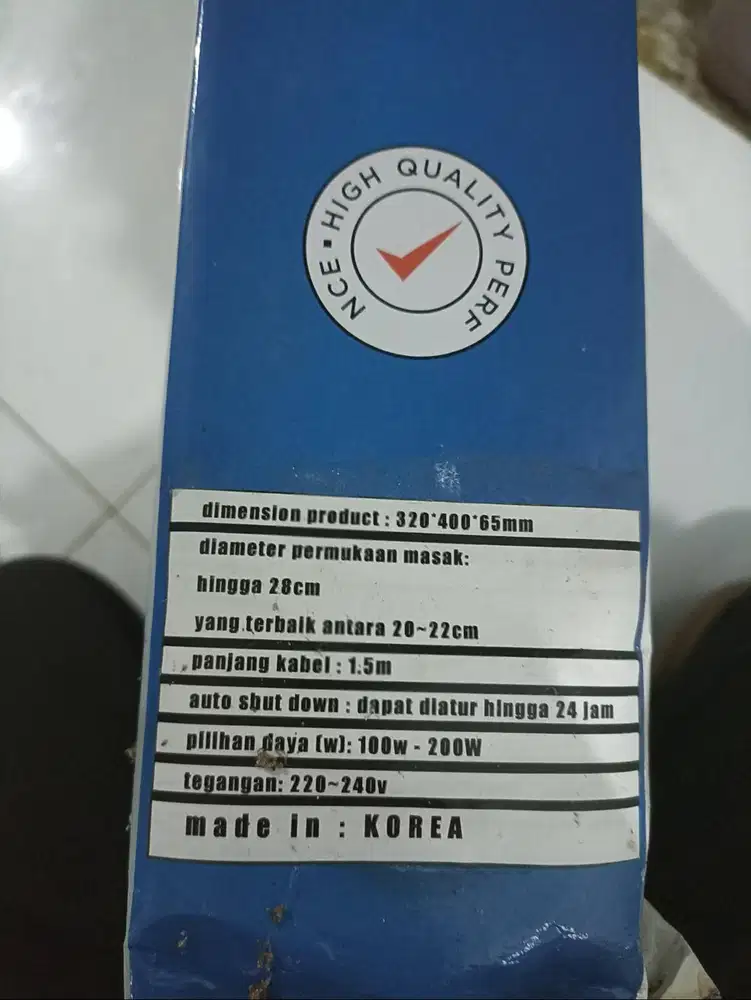 HIGH QUALITY PERF
NCE
dimension product : 320*400*65mm
diameter permukaan masak:
hingga 28cm
yang terbaik antara 20~22cm
panjang kabel : 1.5m
auto shut down : dapat diatur hingga 24 jam
pilihan daya (w): 100w - 200W
tegangan: 220~240v
made in : KOREA